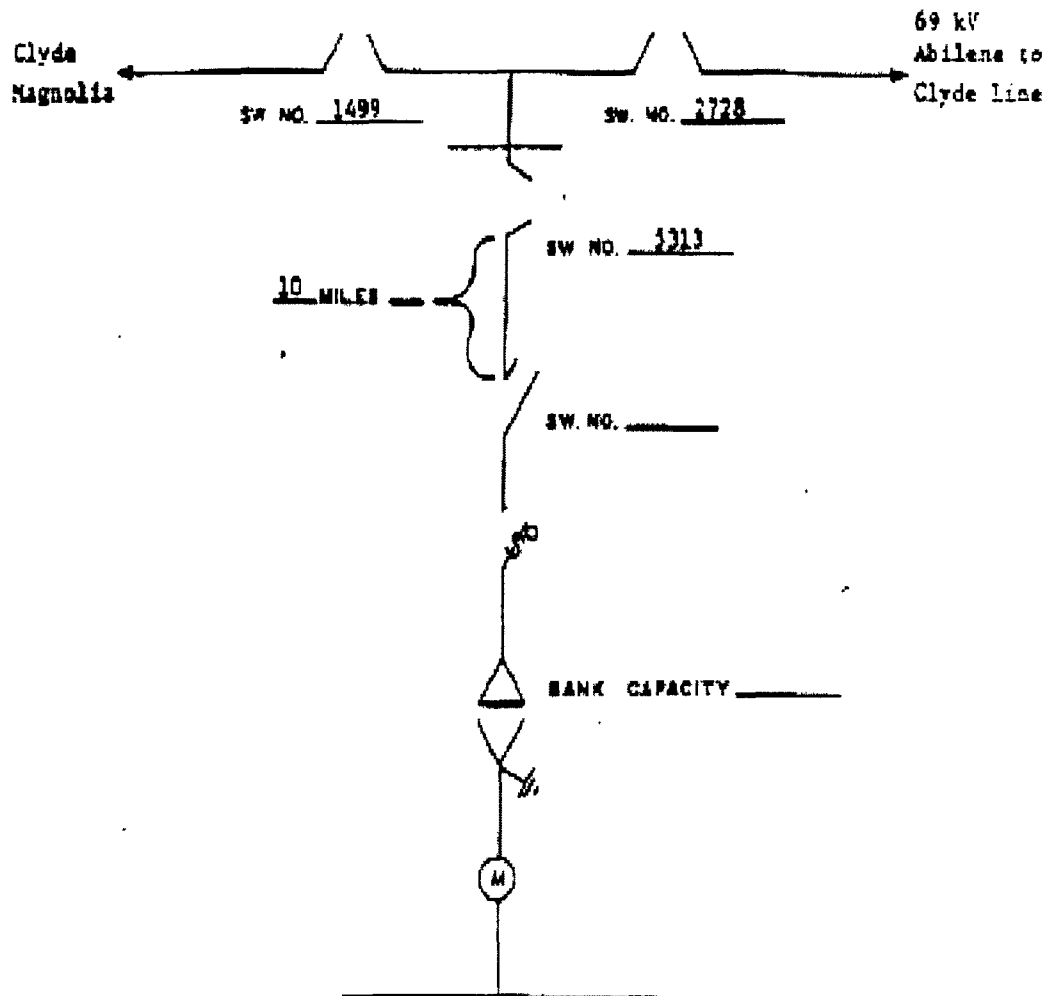 Clyde
Magnolia
69 kV
Abilene to
Clyde Line
SW NO. 1499
SW. NO. 2728
SW NO. 5313
10 MILES
SW. NO.
BANK CAPACITY
M